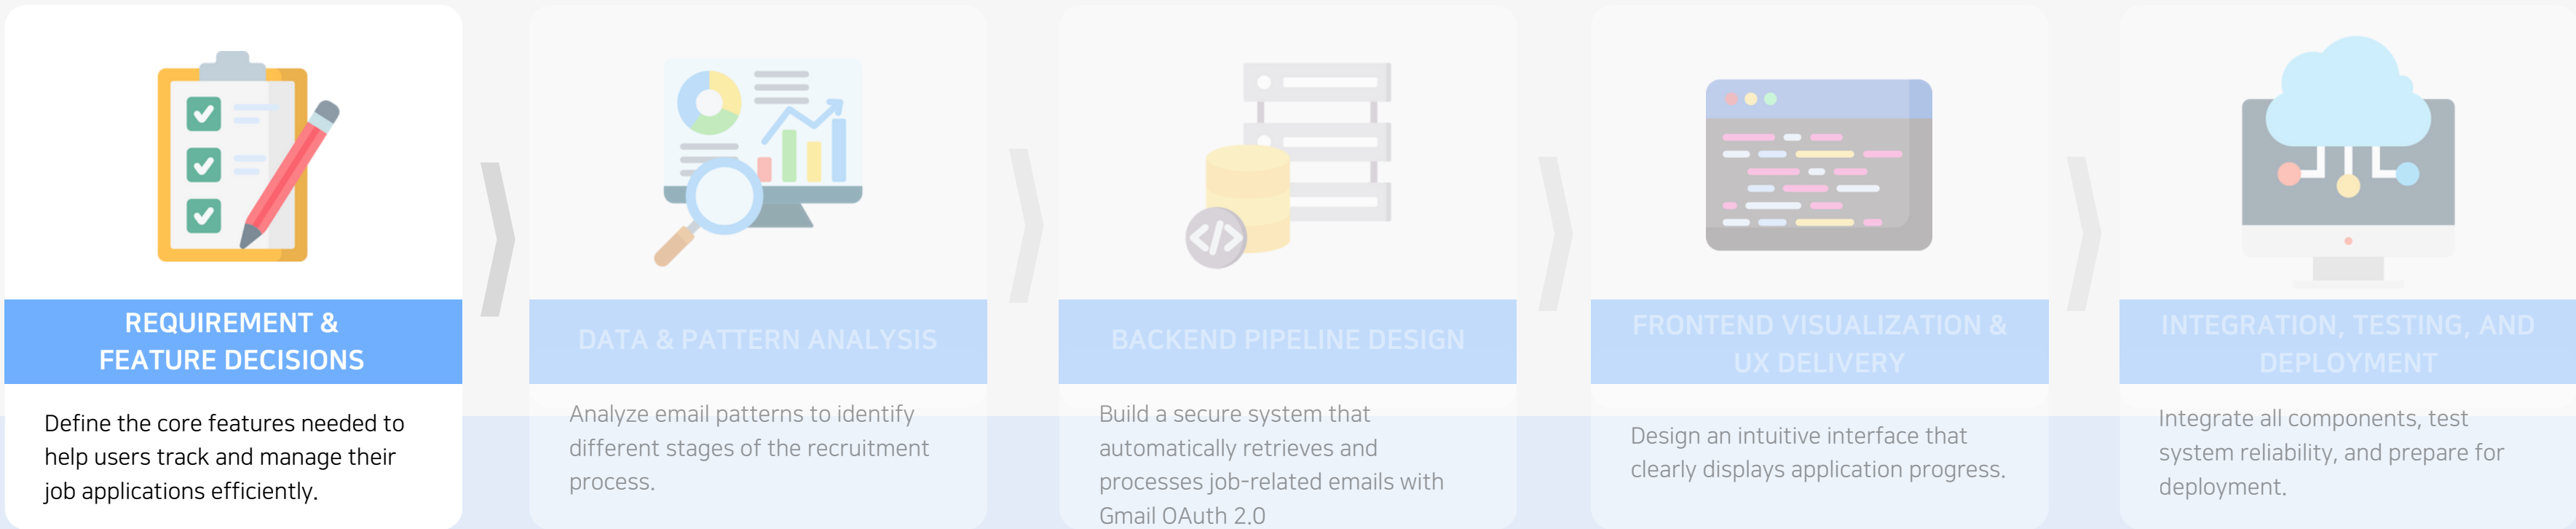 REQUIREMENT &
FEATURE DECISIONS
Define the core features needed to
help users track and manage their
job applications efficiently.
DATA & PATTERN ANALYSIS
Analyze email patterns to identify
different stages of the recruitment
process.
BACKEND PIPELINE DESIGN
Build a secure system that
automatically retrieves and
processes job-related emails with
Gmail OAuth 2.0
FRONTEND VISUALIZATION &
UX DELIVERY
Design an intuitive interface that
clearly displays application progress.
INTEGRATION, TESTING, AND
DEPLOYMENT
Integrate all components, test
system reliability, and prepare for
deployment.